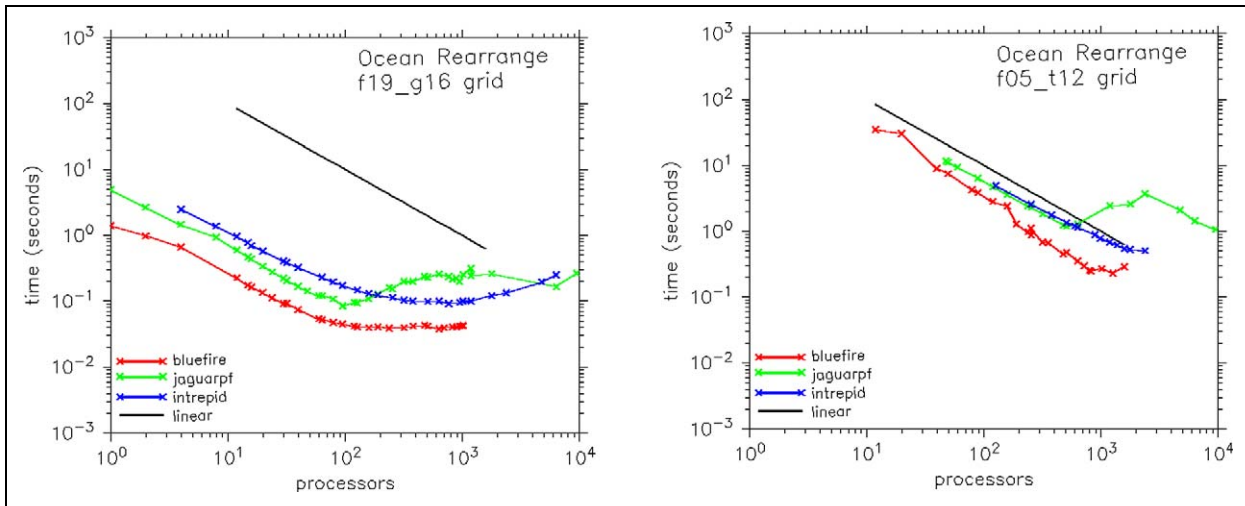 Ocean Rearrange
f19_g16 grid
10³
10²
10¹
10⁰
10⁻¹
10⁻²
10⁻³
time (seconds)
bluefire
jaguarpf
intrepid
linear
10⁰ 10¹ 10² 10³ 10⁴
processors
Ocean Rearrange
f05_t12 grid
10³
10²
10¹
10⁰
10⁻¹
10⁻²
10⁻³
time (seconds)
bluefire
jaguarpf
intrepid
linear
10⁰ 10¹ 10² 10³ 10⁴
processors